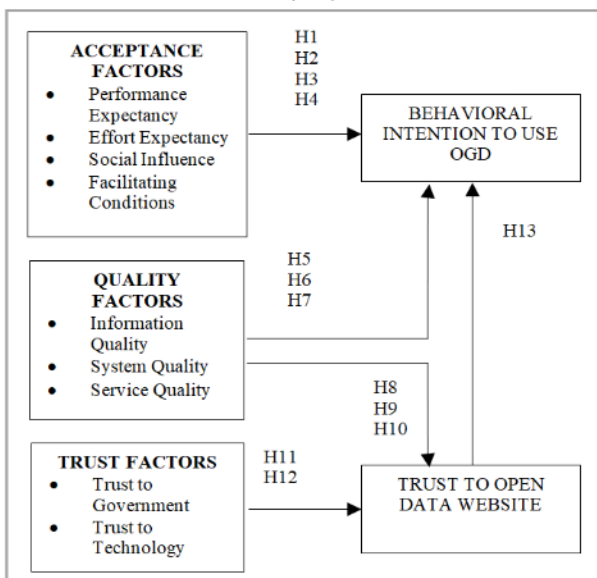 ACCEPTANCE
FACTORS
• Performance
Expectancy
• Effort Expectancy
• Social Influence
• Facilitating
Conditions
H1
H2
H3
H4
BEHAVIORAL
INTENTION TO USE
OGD
H13
QUALITY
FACTORS
• Information
Quality
• System Quality
• Service Quality
H5
H6
H7
H8
H9
H10
TRUST FACTORS
• Trust to
Government
• Trust to
Technology
H11
H12
TRUST TO OPEN
DATA WEBSITE